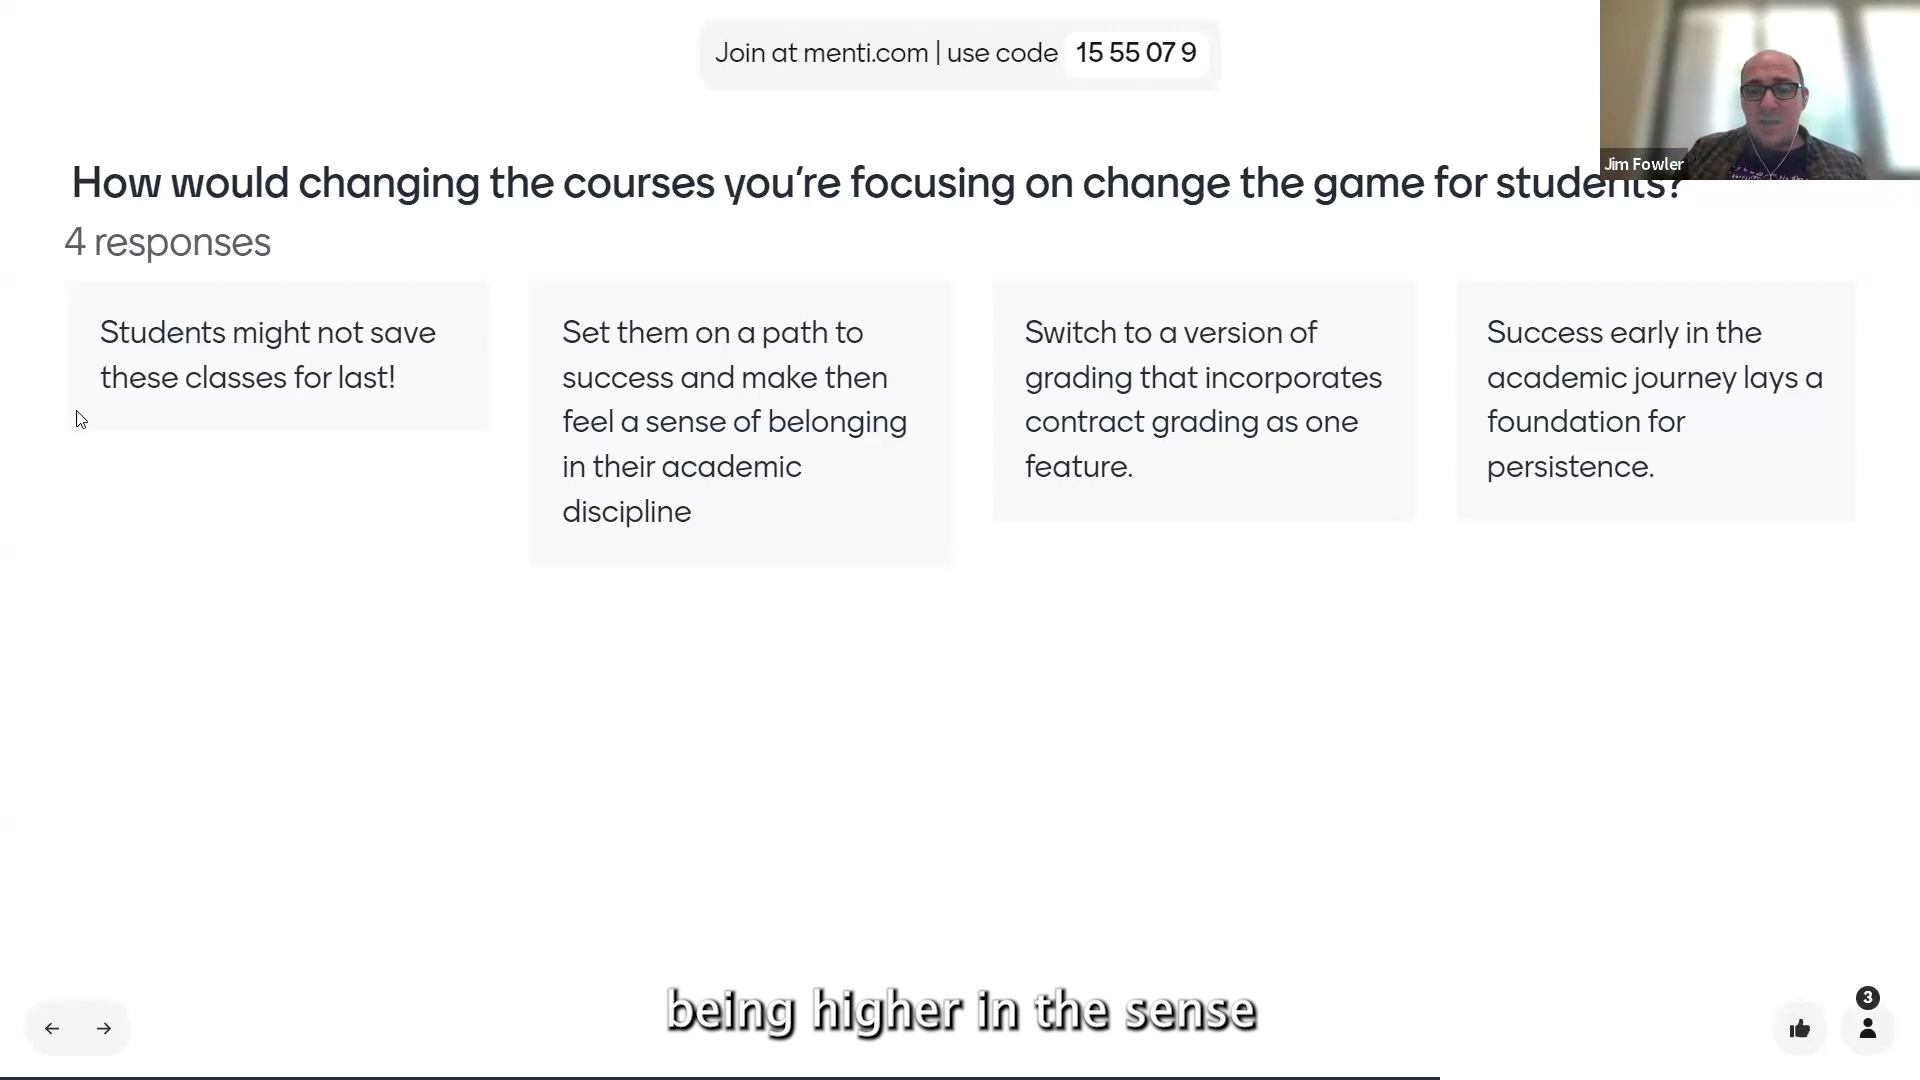 Join at menti.com | use code 15 55 07 9
Jim Fowler
How would changing the courses you're focusing on change the game for students?
4 responses
Students might not save
these classes for last!
Set them on a path to
success and make then
feel a sense of belonging
in their academic
discipline
Switch to a version of
grading that incorporates
contract grading as one
feature.
Success early in the
academic journey lays a
foundation for
persistence.
being higher in the sense
3